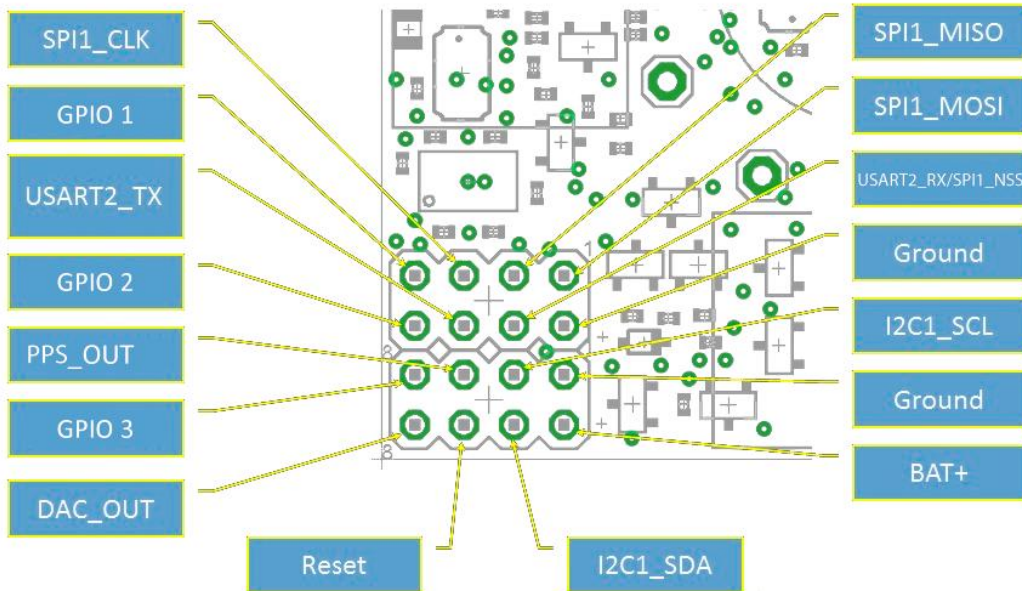 SPI1_CLK
GPIO 1
USART2_TX
GPIO 2
PPS_OUT
GPIO 3
DAC_OUT
Reset
I2C1_SDA
SPI1_MISO
SPI1_MOSI
USART2_RX/SPI1_NSS
Ground
I2C1_SCL
Ground
BAT+
1
8
8